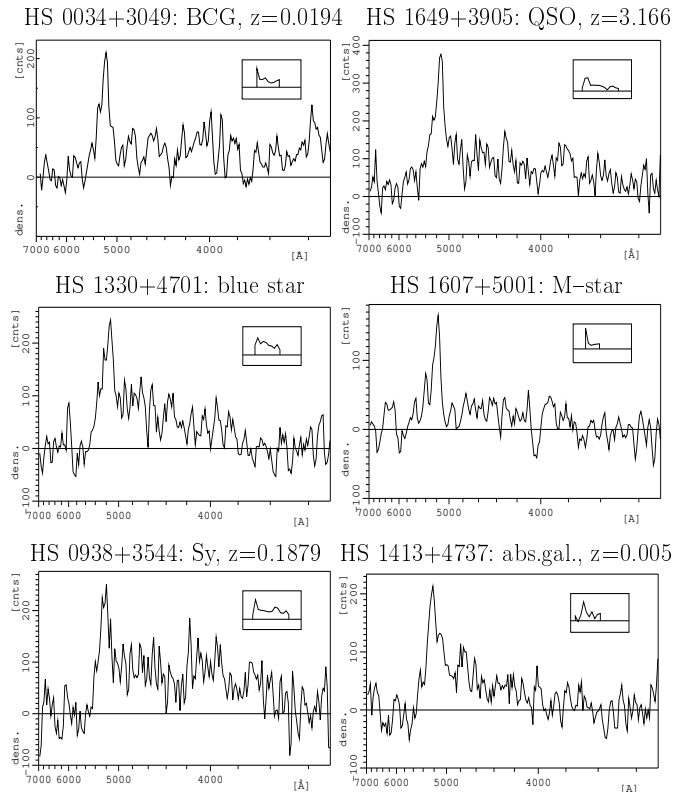 HS 0034+3049: BCG, z=0.0194
[cnts]
200
100
0
dens.
7000 6000 5000 4000
[Å]
HS 1649+3905: QSO, z=3.166
[cnts]
400
300
200
100
0
-100
dens.
7000 6000 5000 4000
[Å]
HS 1330+4701: blue star
[cnts]
200
100
0
-100
dens.
7000 6000 5000 4000
[Å]
HS 1607+5001: M-star
[cnts]
100
0
-100
dens.
7000 6000 5000 4000
[Å]
HS 0938+3544: Sy, z=0.1879
[cnts]
200
100
0
-100
dens.
7000 6000 5000 4000
[Å]
HS 1413+4737: abs.gal., z=0.005
[cnts]
200
100
0
-100
dens.
7000 6000 5000 4000
[Å]